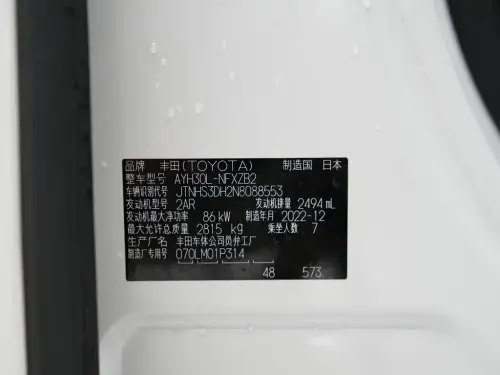 品牌 丰田(TOYOTA) 制造国 日本
整车型号 AYH30L-NFXZB2
车辆识别代号 JTNHS3DH2N8088553
发动机型号 2AR 发动机排量 2494 mL
发动机最大净功率 86 kW 制造年月 2022-12
最大允许总质量 2815 kg 乘坐人数 7
生产厂名 丰田车体公司员弁工厂
制造厂专用号 070LM01P314
48 573